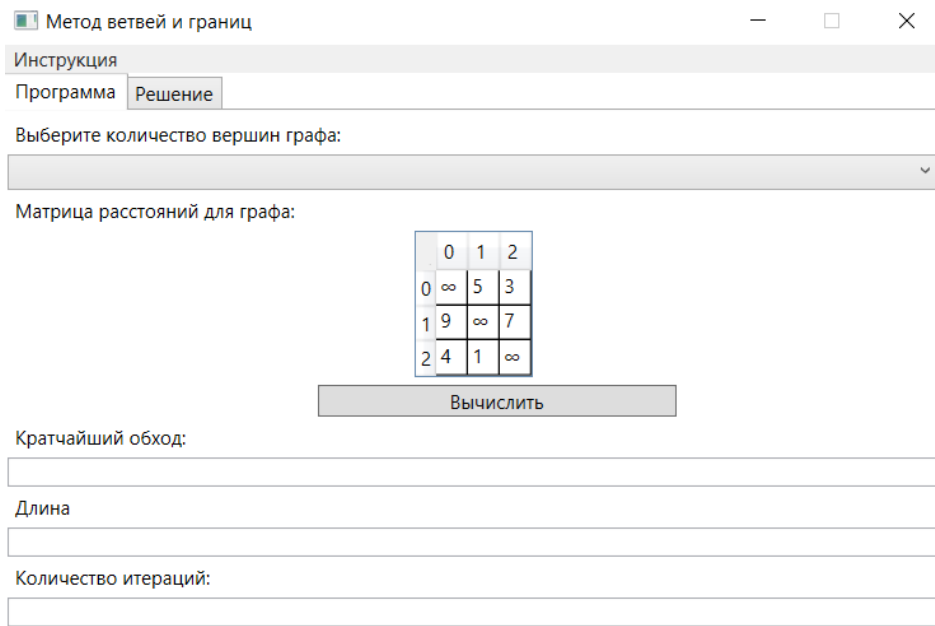 Метод ветвей и границ
Инструкция
Программа Решение
Выберите количество вершин графа:
Матрица расстояний для графа:
0 1 2
0 ∞ 5 3
1 9 ∞ 7
2 4 1 ∞
Вычислить
Кратчайший обход:
Длина
Количество итераций: